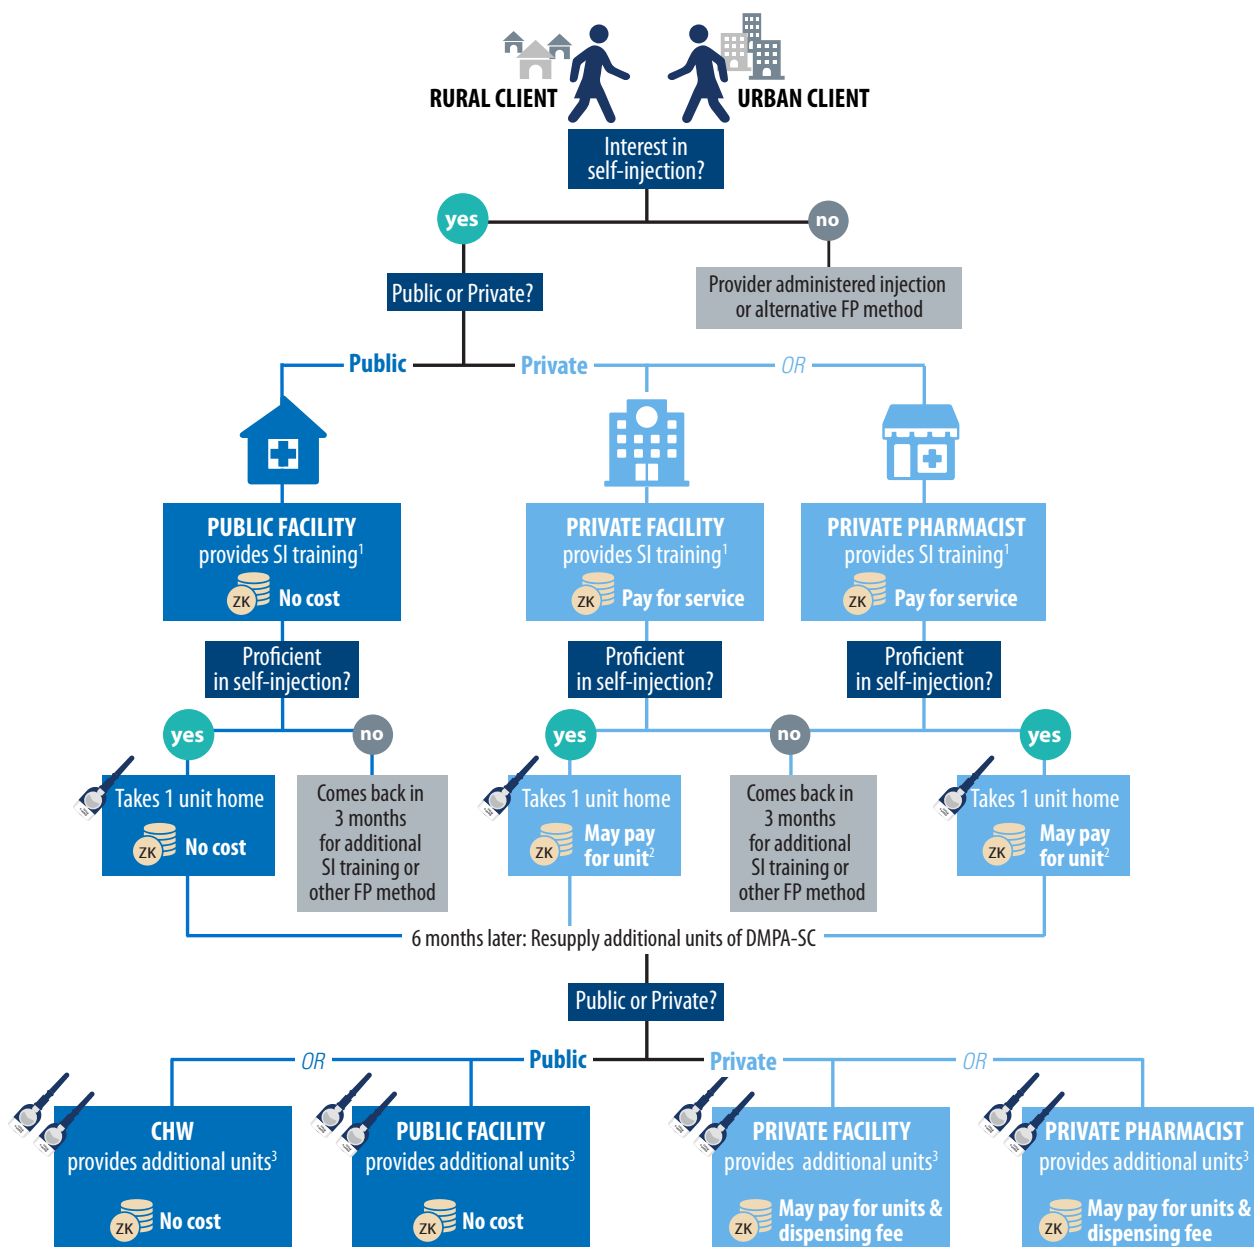 RURAL CLIENT
URBAN CLIENT
Interest in
self-injection?
yes
no
Public or Private?
Provider administered injection
or alternative FP method
Public
Private
OR
PUBLIC FACILITY
provides SI training1
ZK No cost
PRIVATE FACILITY
provides SI training1
ZK Pay for service
PRIVATE PHARMACIST
provides SI training1
ZK Pay for service
Proficient
in self-injection?
Proficient
in self-injection?
Proficient
in self-injection?
yes
no
yes
no
yes
Takes 1 unit home
ZK No cost
Comes back in
3 months
for additional
SI training or
other FP method
Takes 1 unit home
ZK May pay
for unit2
Comes back in
3 months
for additional
SI training or
other FP method
Takes 1 unit home
ZK May pay
for unit2
6 months later: Resupply additional units of DMPA-SC
Public or Private?
OR
Public
Private
OR
CHW
provides additional units3
ZK No cost
PUBLIC FACILITY
provides additional units3
ZK No cost
PRIVATE FACILITY
provides additional units3
ZK May pay for units &
dispensing fee
PRIVATE PHARMACIST
provides additional units3
ZK May pay for units &
dispensing fee